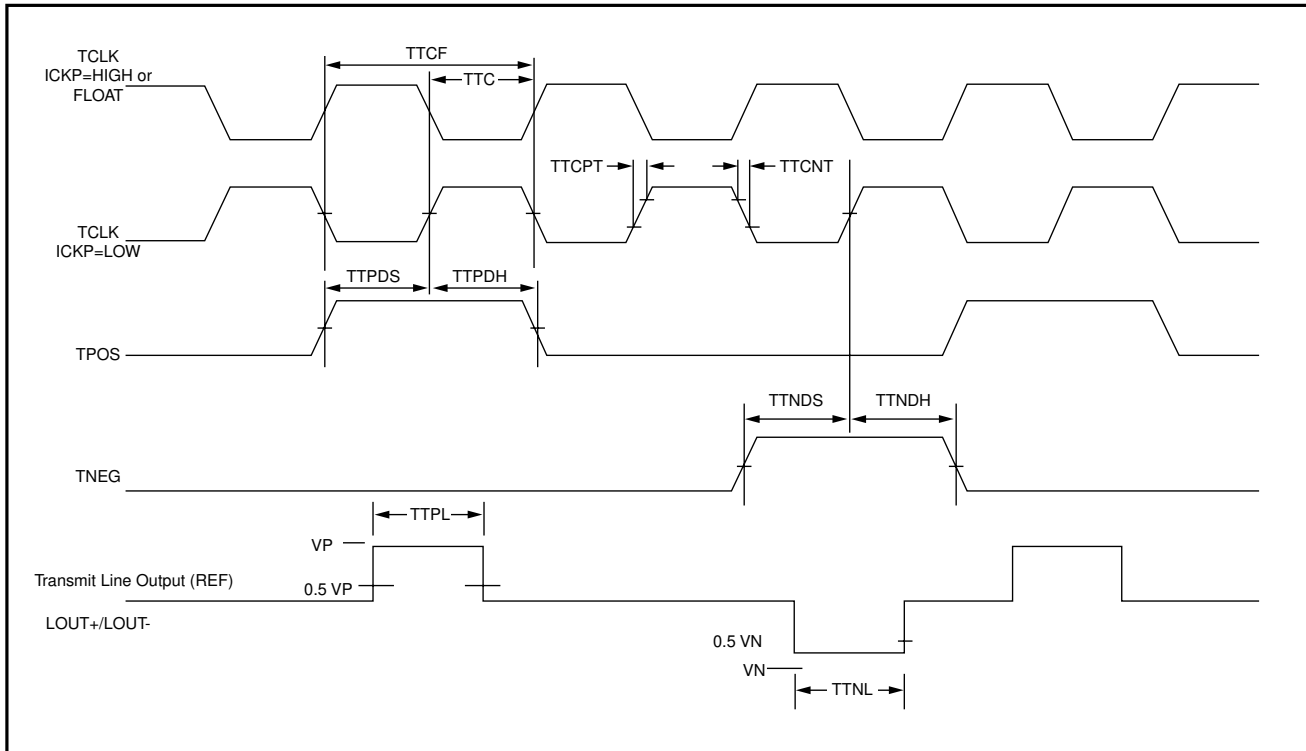 TCLK
ICKP=HIGH or
FLOAT
TTCF
TTC
TTCPT
TTCNT
TCLK
ICKP=LOW
TTPDS
TTPDH
TPOS
TTNDS
TTNDH
TNEG
TTPL
VP
Transmit Line Output (REF)
0.5 VP
LOUT+/LOUT-
0.5 VN
VN
TTNL